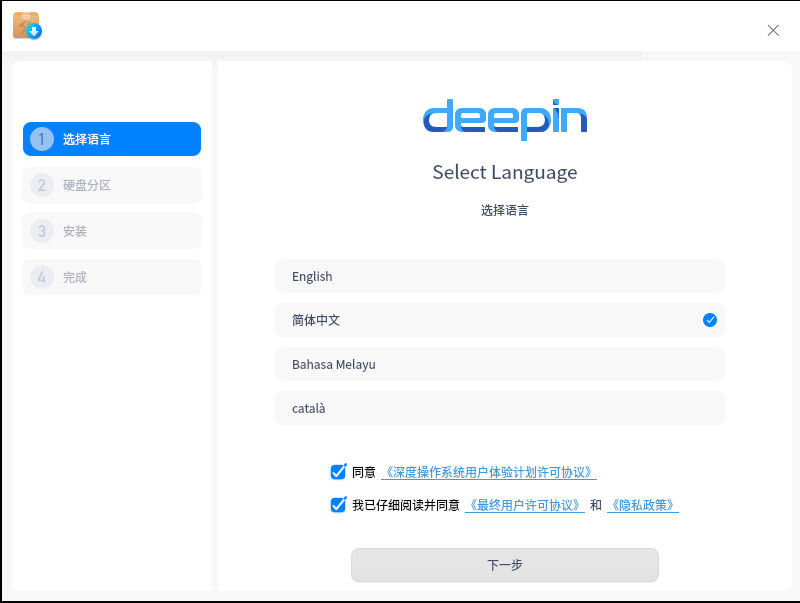 1 选择语言
2 硬盘分区
3 安装
4 完成
deepin
Select Language
选择语言
English
简体中文
Bahasa Melayu
català
同意 《深度操作系统用户体验计划许可协议》
我已仔细阅读并同意 《最终用户许可协议》 和 《隐私政策》
下一步